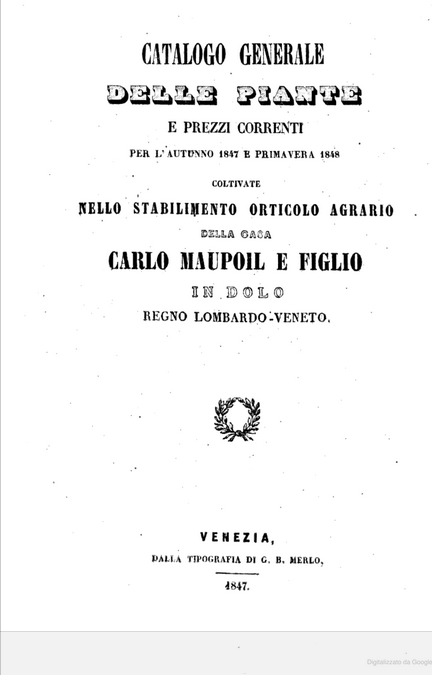 CATALOGO GENERALE
DELLE PIANTE
E PREZZI CORRENTI
PER L'AUTUNNO 1847 E PRIMAVERA 1848
COLTIVATE
NELLO STABILIMENTO ORTICOLO AGRARIO
DELLA CASA
CARLO MAUPOIL E FIGLIO
IN DOLO
REGNO LOMBARDO-VENETO.
VENEZIA,
DALLA TIPOGRAFIA DI G. B. MERLO,
1847.
Digitalizzato da Google